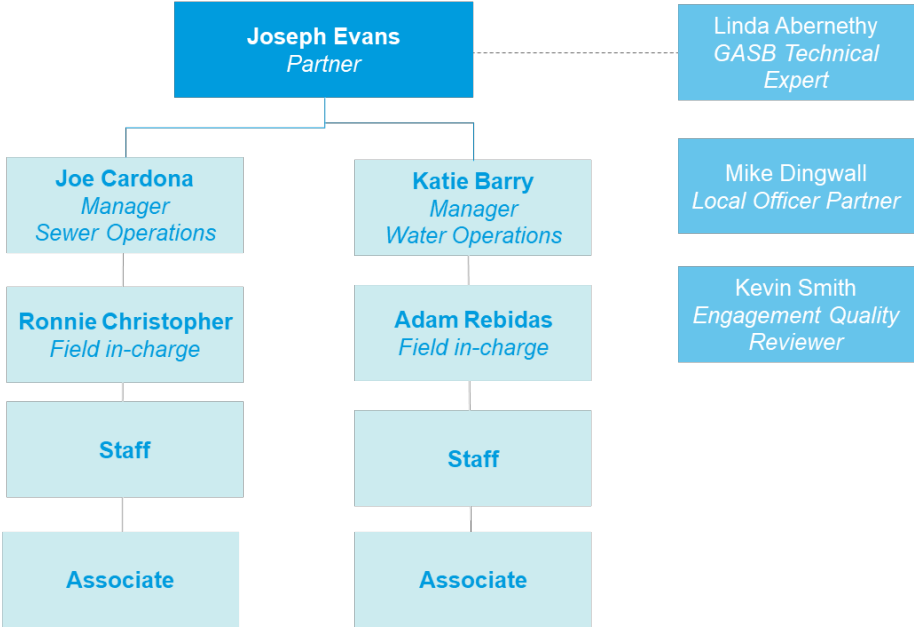 Joseph Evans
Partner
Linda Abernethy
GASB Technical
Expert
Joe Cardona
Manager
Sewer Operations
Katie Barry
Manager
Water Operations
Mike Dingwall
Local Officer Partner
Ronnie Christopher
Field in-charge
Adam Rebidas
Field in-charge
Kevin Smith
Engagement Quality
Reviewer
Staff
Staff
Associate
Associate